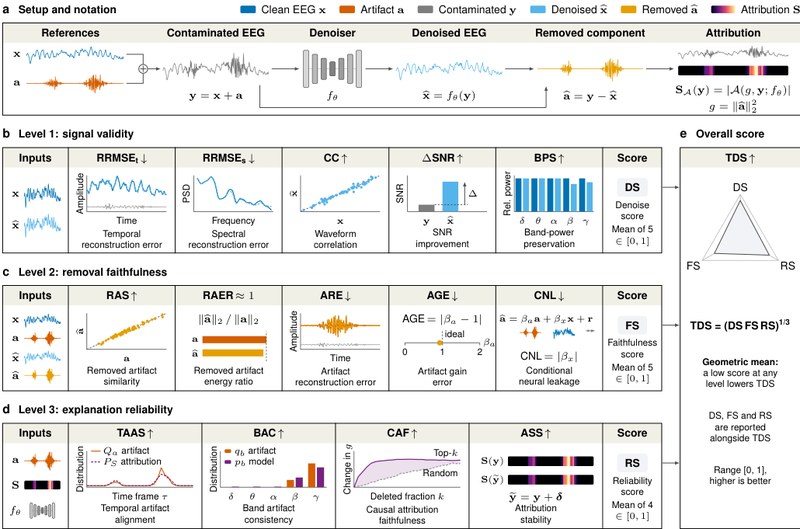 a Setup and notation
Clean EEG x Artifact a Contaminated y Denoised x̂ Removed â Attribution S
References Contaminated EEG Denoiser Denoised EEG Removed component Attribution
x
a
y = x + a
f_θ
x̂ = f_θ(y)
â = y − x̂
S_A(y) = |A(g, y; f_θ)|
g = ‖â‖₂²
b Level 1: signal validity
Inputs RRMSE_t ↓ RRMSE_s ↓ CC ↑ ΔSNR ↑ BPS ↑ Score
x
x̂
Amplitude
Time
Temporal
reconstruction error
PSD
Frequency
Spectral
reconstruction error
x̂
x
Waveform
correlation
SNR
Δ
y x̂
SNR
improvement
Rel. power
δ θ α β γ
Band-power
preservation
DS
Denoise
score
Mean of 5
∈ [0, 1]
c Level 2: removal faithfulness
Inputs RAS ↑ RAER ≈ 1 ARE ↓ AGE ↓ CNL ↓ Score
x
a
x̂
â
â
a
Removed artifact
similarity
‖â‖₂ / ‖a‖₂
a
â
Removed artifact
energy ratio
Amplitude
Time
Artifact
reconstruction error
AGE = |β_a − 1|
ideal
β_a
0 1 2
Artifact gain
error
â = β_a a + β_x x + r
CNL = |β_x|
Conditional
neural leakage
FS
Faithfulness
score
Mean of 5
∈ [0, 1]
d Level 3: explanation reliability
Inputs TAAS ↑ BAC ↑ CAF ↑ ASS ↑ Score
a
S
f_θ
Distribution
Q_a artifact
P_S attribution
Time frame τ
Temporal artifact
alignment
Distribution
q_b artifact
p_b model
δ θ α β γ
Band artifact
consistency
Change in g
Top-k
Random
Deleted fraction k
Causal attribution
faithfulness
S(y)
S(ỹ)
ỹ = y + δ
Attribution
stability
RS
Reliability
score
Mean of 4
∈ [0, 1]
e Overall score
TDS ↑
DS
FS RS
TDS = (DS FS RS)^1/3
Geometric mean:
a low score at any
level lowers TDS
DS, FS and RS
are reported
alongside TDS
Range [0, 1],
higher is better